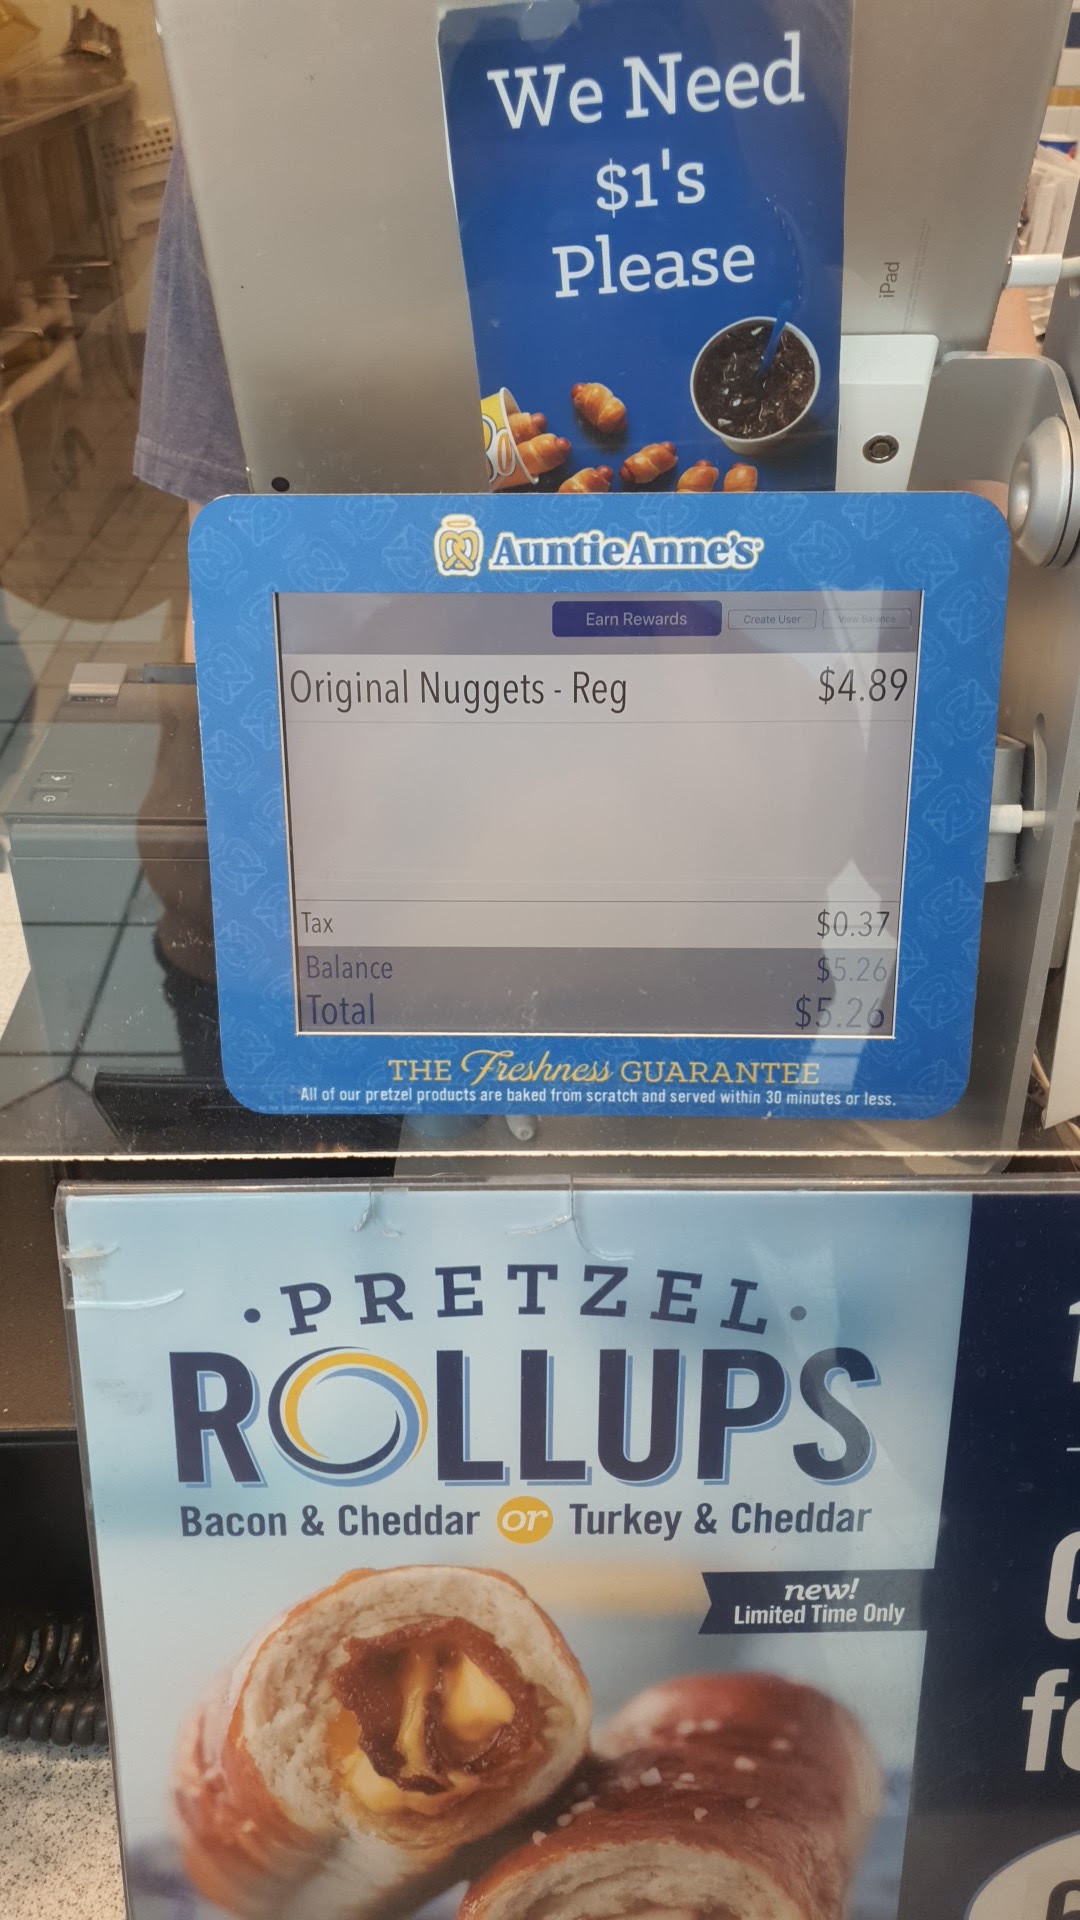 We Need
$1's
Please
iPad
AuntieAnne's
Earn Rewards
Create User
View Balance
Original Nuggets - Reg $4.89
Tax $0.37
Balance $5.26
Total $5.26
THE Freshness GUARANTEE
All of our pretzel products are baked from scratch and served within 30 minutes or less.
• PRETZEL •
ROLLUPS
Bacon & Cheddar or Turkey & Cheddar
new!
Limited Time Only